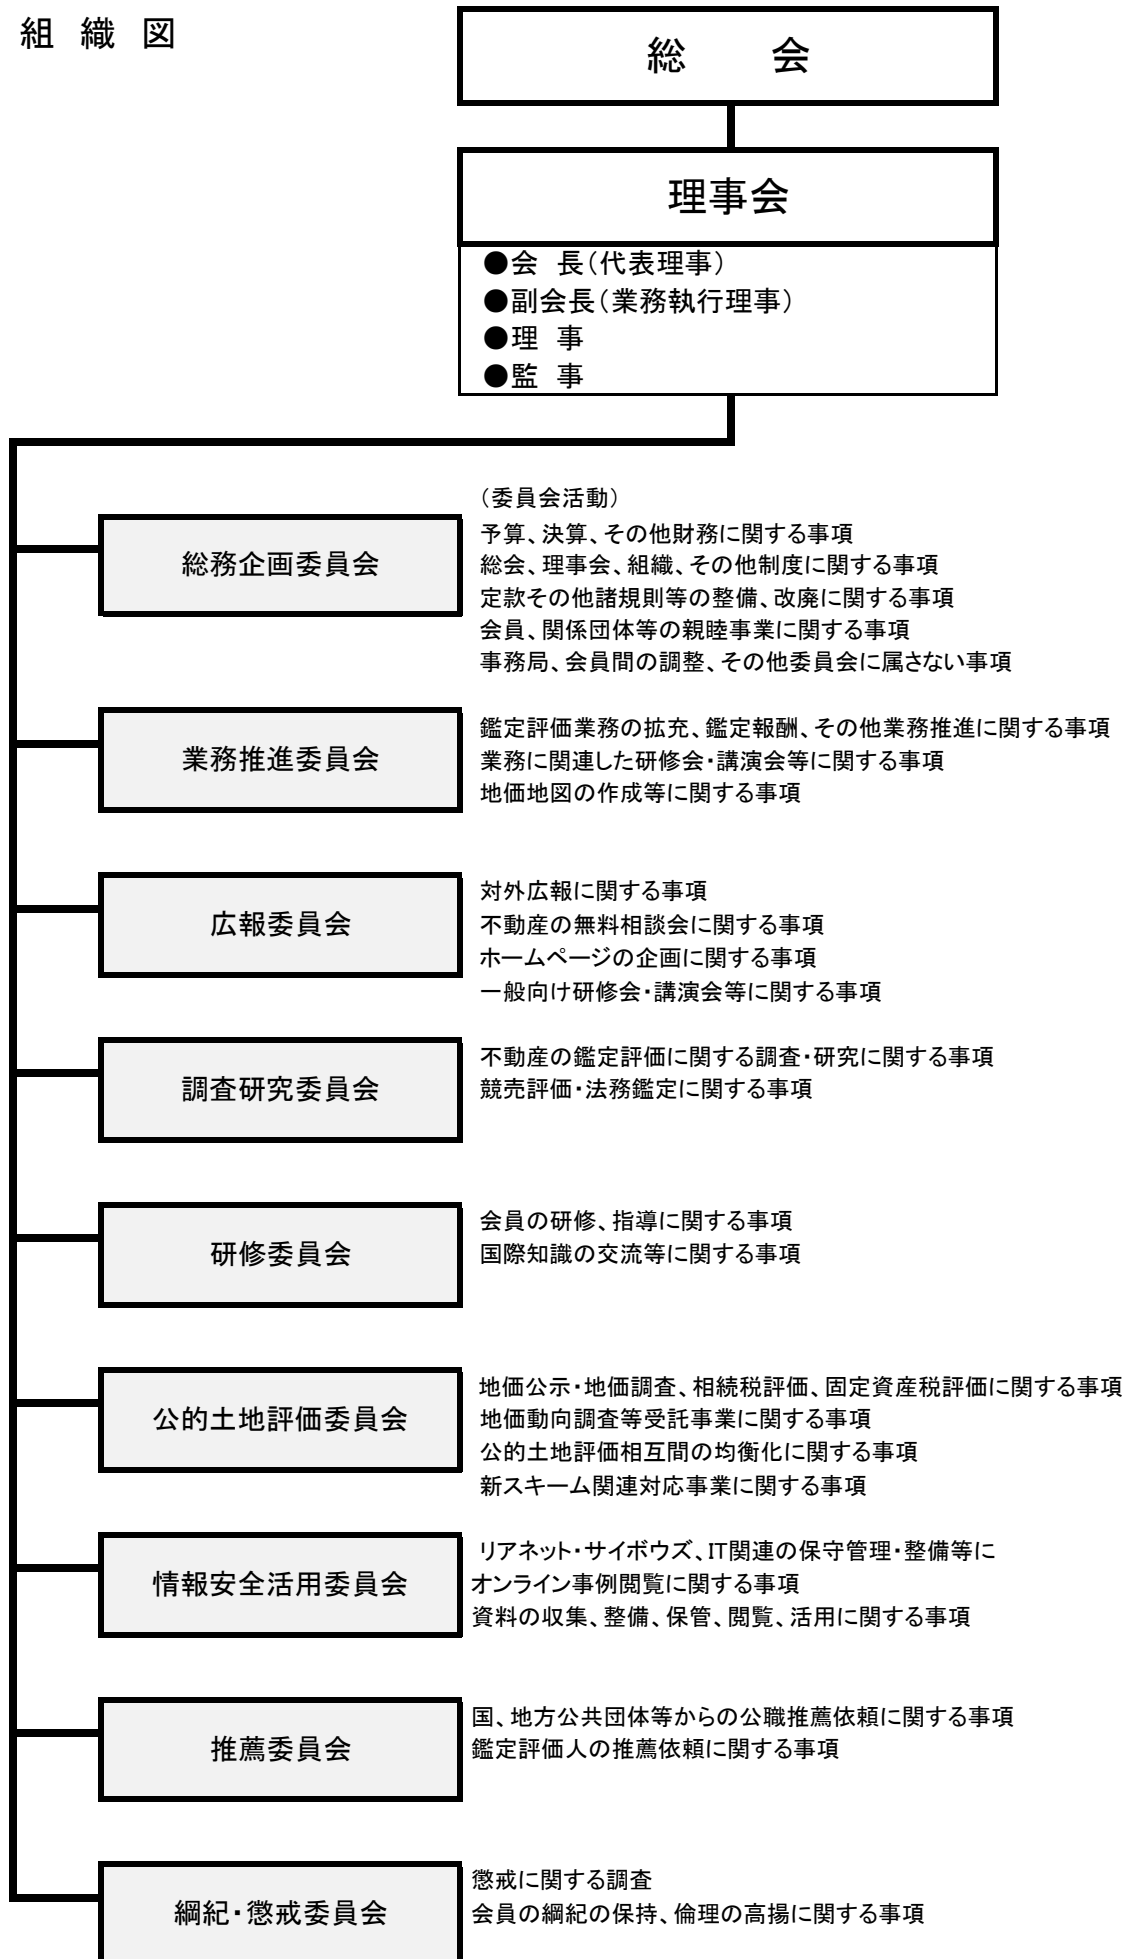 組 織 図
総 会
理事会
●会 長(代表理事)
●副会長(業務執行理事)
●理 事
●監 事
(委員会活動)
総務企画委員会
予算、決算、その他財務に関する事項
総会、理事会、組織、その他制度に関する事項
定款その他諸規則等の整備、改廃に関する事項
会員、関係団体等の親睦事業に関する事項
事務局、会員間の調整、その他委員会に属さない事項
業務推進委員会
鑑定評価業務の拡充、鑑定報酬、その他業務推進に関する事項
業務に関連した研修会・講演会等に関する事項
地価地図の作成等に関する事項
広報委員会
対外広報に関する事項
不動産の無料相談会に関する事項
ホームページの企画に関する事項
一般向け研修会・講演会等に関する事項
調査研究委員会
不動産の鑑定評価に関する調査・研究に関する事項
競売評価・法務鑑定に関する事項
研修委員会
会員の研修、指導に関する事項
国際知識の交流等に関する事項
公的土地評価委員会
地価公示・地価調査、相続税評価、固定資産税評価に関する事項
地価動向調査等受託事業に関する事項
公的土地評価相互間の均衡化に関する事項
新スキーム関連対応事業に関する事項
情報安全活用委員会
リアネット・サイボウズ、IT関連の保守管理・整備等に
オンライン事例閲覧に関する事項
資料の収集、整備、保管、閲覧、活用に関する事項
推薦委員会
国、地方公共団体等からの公職推薦依頼に関する事項
鑑定評価人の推薦依頼に関する事項
綱紀・懲戒委員会
懲戒に関する調査
会員の綱紀の保持、倫理の高揚に関する事項